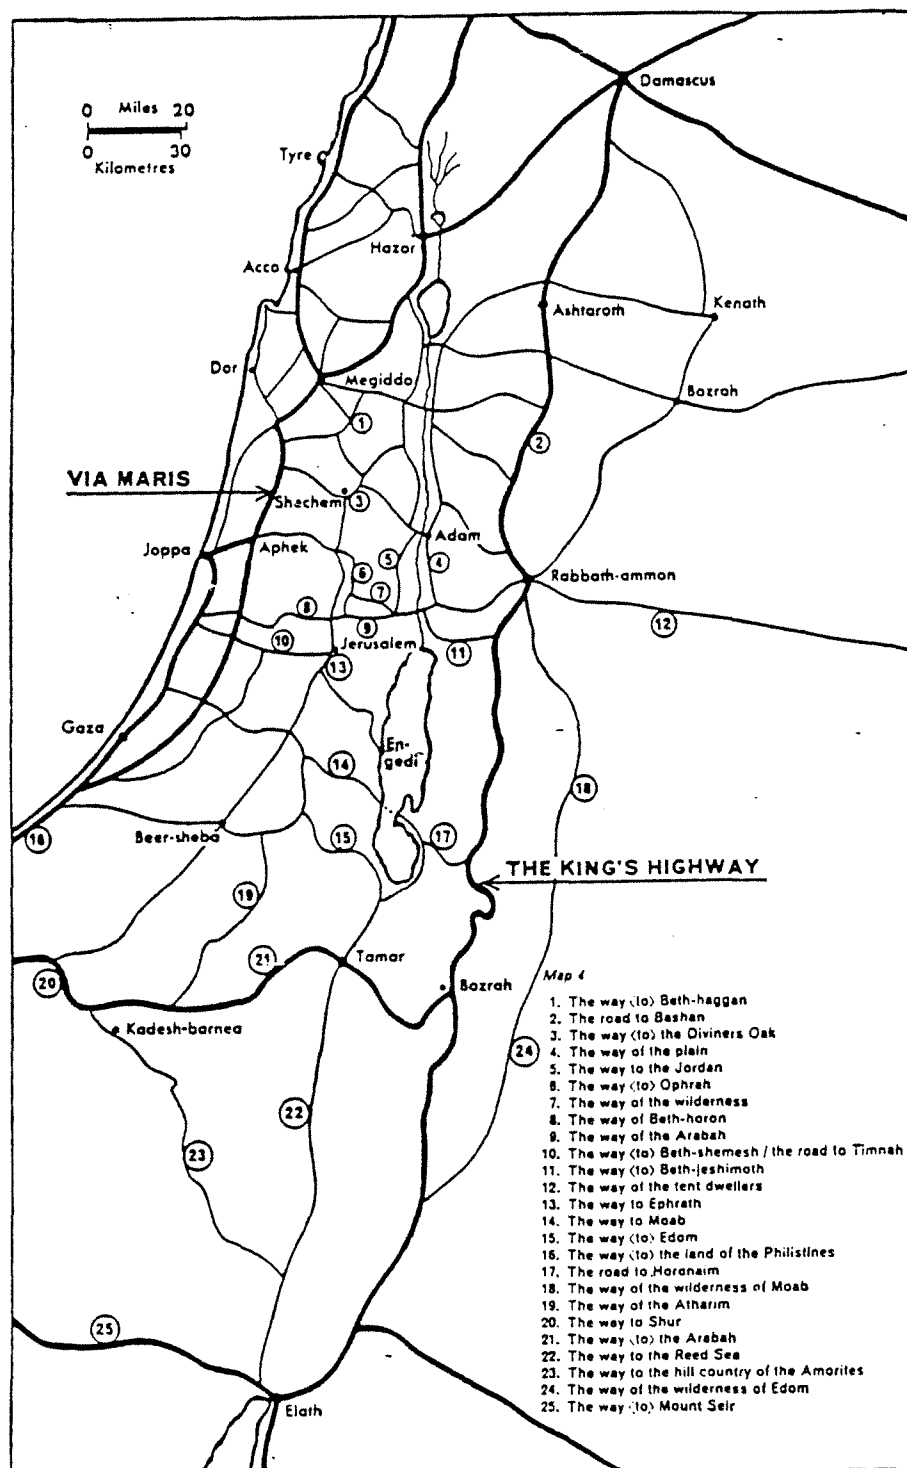 0 Miles 20
0 30
Kilometres
Damascus
Tyre
Hazor
Acco
Ashtaroth
Kenath
Dor
Megiddo
Bozrah
1
2
VIA MARIS
Shechem
3
Adam
Joppa
Aphek
5
4
6
Rabbath-ammon
7
8
9
12
10
Jerusalem
11
13
Gaza
En-
gedi
14
18
16
Beer-sheba
15
17
THE KING'S HIGHWAY
19
21
Tamar
20
Bozrah
Kadesh-barnea
24
22
23
25
Elath
Map 4
1. The way ‹to› Beth-haggan
2. The road to Bashan
3. The way ‹to› the Diviners Oak
4. The way of the plain
5. The way to the Jordan
6. The way ‹to› Ophrah
7. The way of the wilderness
8. The way of Beth-horon
9. The way of the Arabah
10. The way ‹to› Beth-shemesh / the road to Timnah
11. The way ‹to› Beth-jeshimoth
12. The way of the tent dwellers
13. The way to Ephrath
14. The way to Moab
15. The way ‹to› Edom
16. The way ‹to› the land of the Philistines
17. The road to Horonaim
18. The way of the wilderness of Moab
19. The way of the Atharim
20. The way to Shur
21. The way ‹to› the Arabah
22. The way to the Reed Sea
23. The way to the hill country of the Amorites
24. The way of the wilderness of Edom
25. The way ‹to› Mount Seir